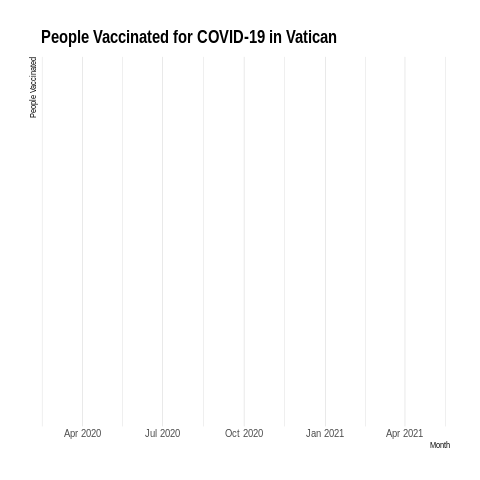 People Vaccinated for COVID-19 in Vatican
People Vaccinated
Apr 2020 Jul 2020 Oct 2020 Jan 2021 Apr 2021
Month